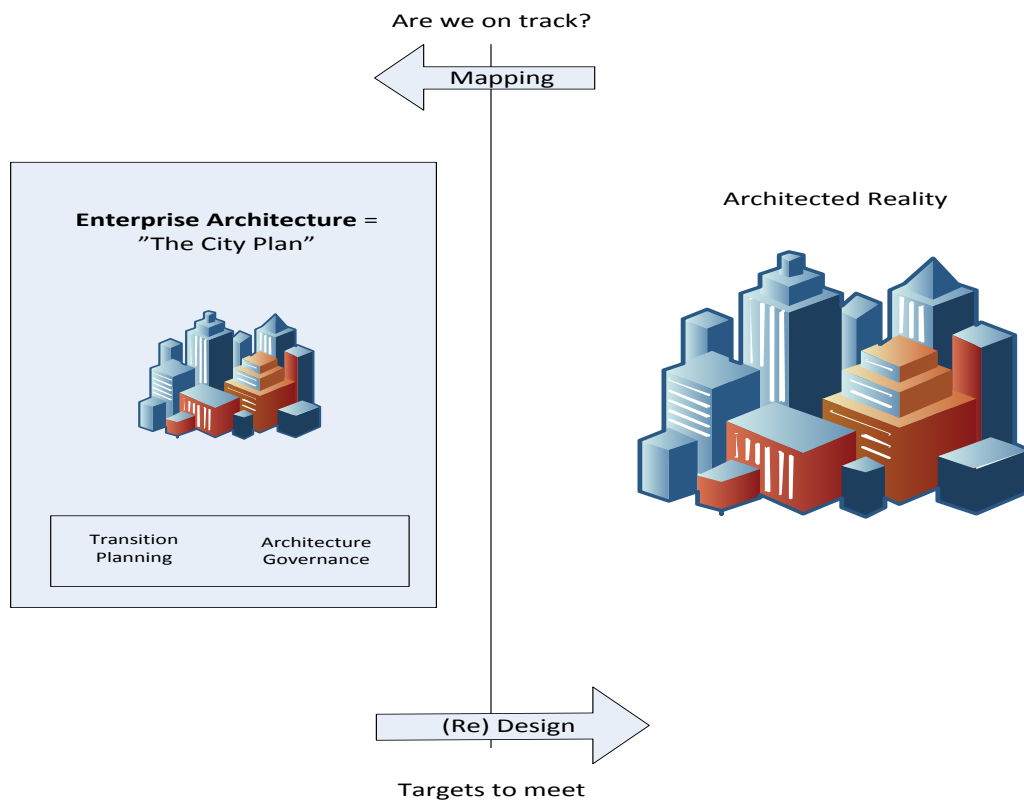 Are we on track?
Mapping
Enterprise Architecture =
”The City Plan”
Architected Reality
Transition
Planning
Architecture
Governance
(Re) Design
Targets to meet